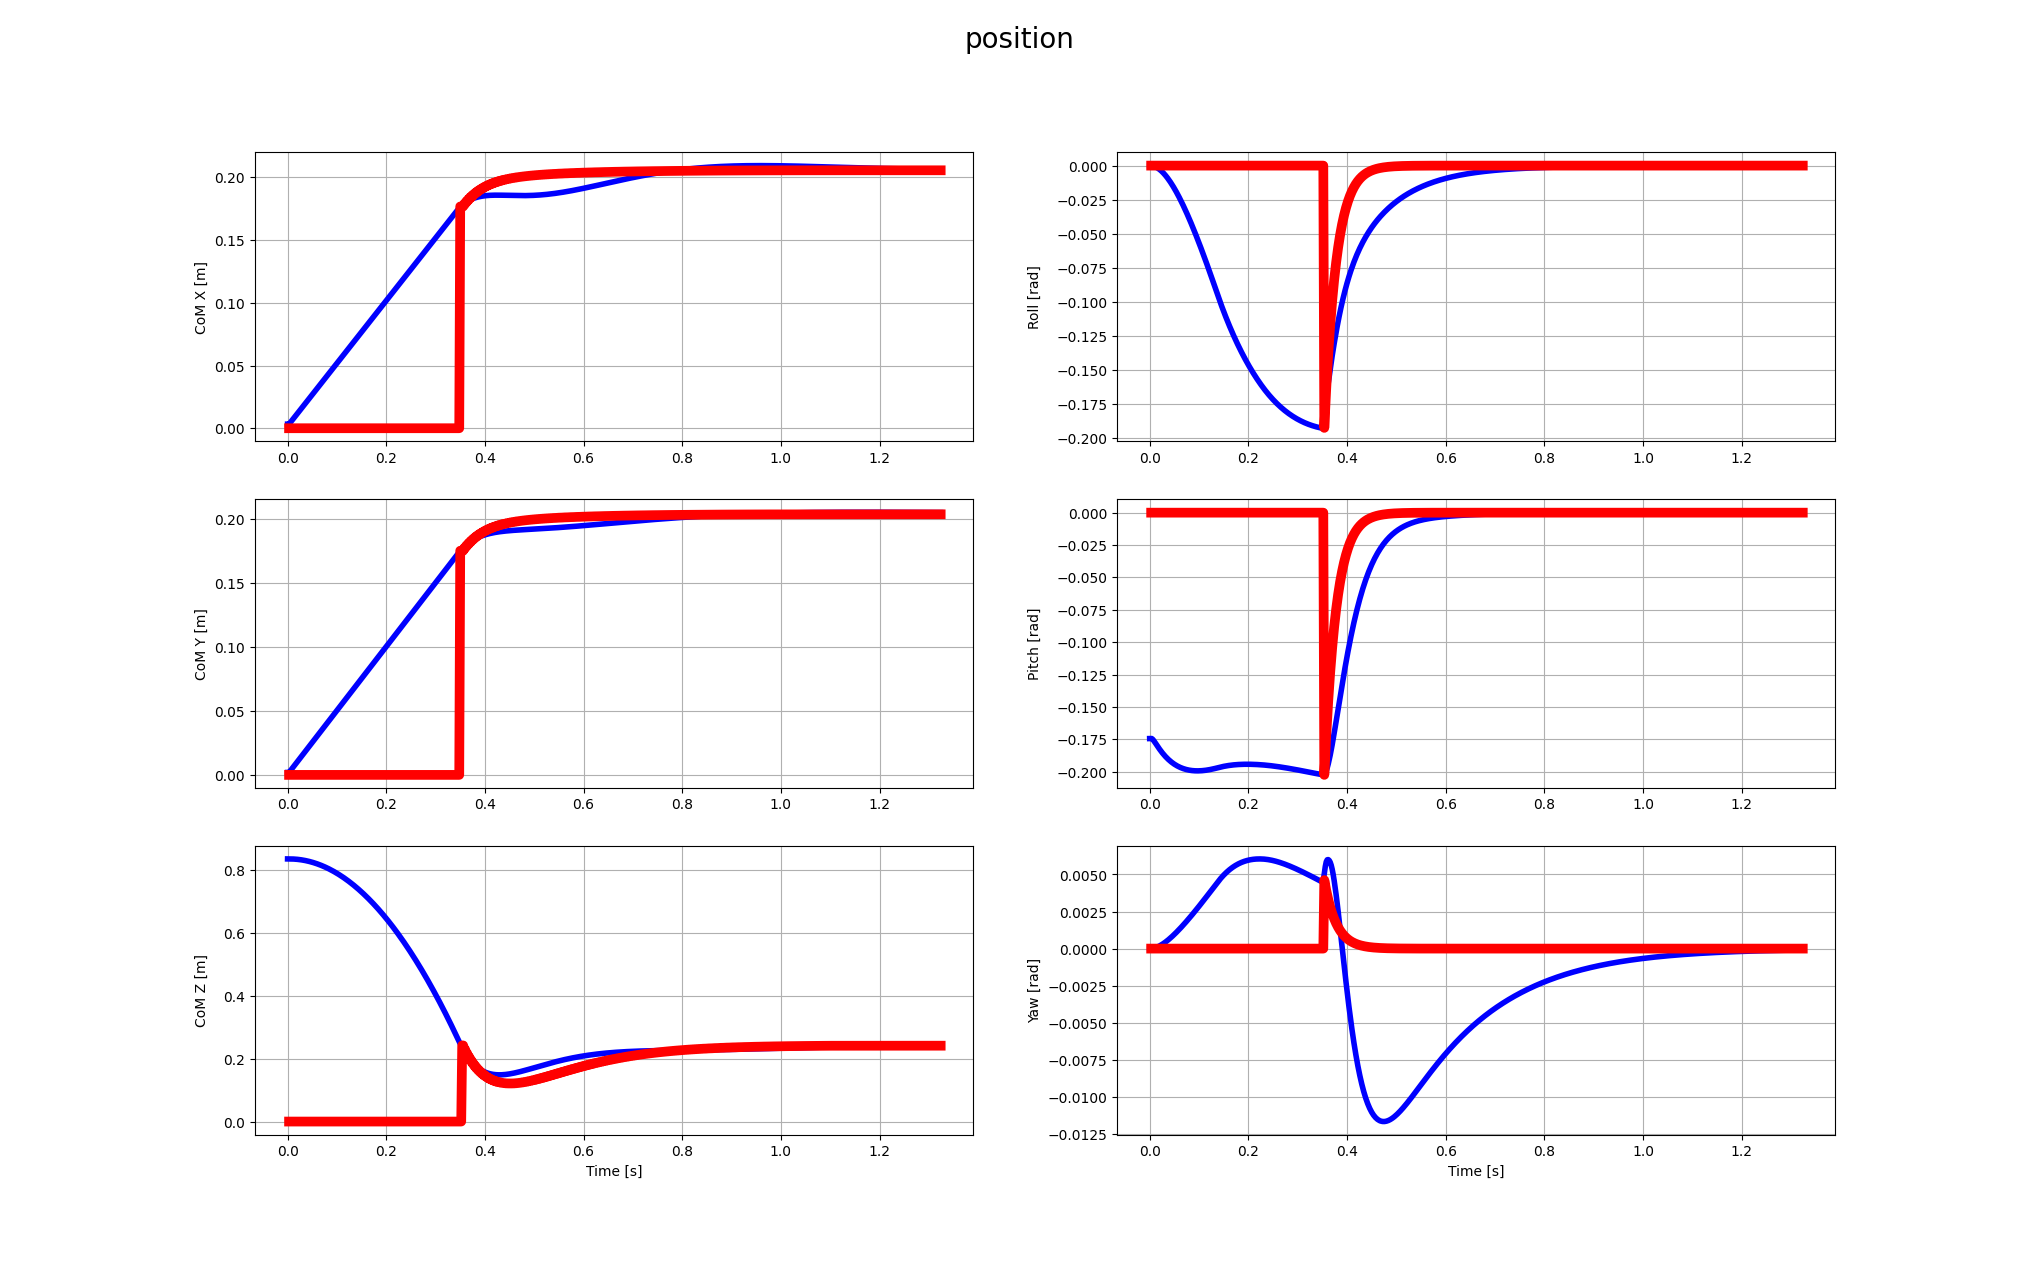 position
CoM X [m]
0.20
0.15
0.10
0.05
0.00
0.0 0.2 0.4 0.6 0.8 1.0 1.2
Roll [rad]
0.000
−0.025
−0.050
−0.075
−0.100
−0.125
−0.150
−0.175
−0.200
0.0 0.2 0.4 0.6 0.8 1.0 1.2
CoM Y [m]
0.20
0.15
0.10
0.05
0.00
0.0 0.2 0.4 0.6 0.8 1.0 1.2
Pitch [rad]
0.000
−0.025
−0.050
−0.075
−0.100
−0.125
−0.150
−0.175
−0.200
0.0 0.2 0.4 0.6 0.8 1.0 1.2
CoM Z [m]
0.8
0.6
0.4
0.2
0.0
0.0 0.2 0.4 0.6 0.8 1.0 1.2
Time [s]
Yaw [rad]
0.0050
0.0025
0.0000
−0.0025
−0.0050
−0.0075
−0.0100
−0.0125
0.0 0.2 0.4 0.6 0.8 1.0 1.2
Time [s]